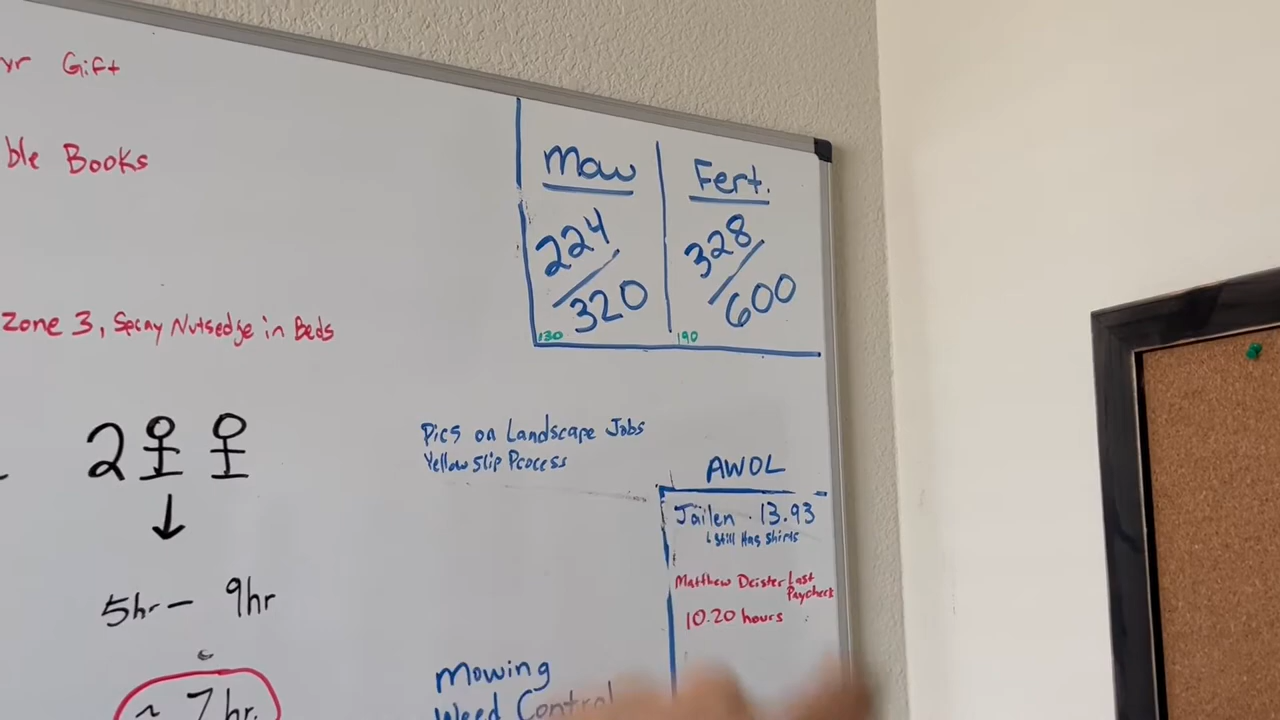 yr Gift
ble Books
Zone 3, Spray Nutsedge in Beds
Mow
224/320
130
Fert.
328/600
190
2
5hr – 9hr
~ 7hr.
Pics on Landscape Jobs
Yellow Slip Process
AWOL
Jailen · 13.93
Still Has Shirts
Matthew Deister Last
Paycheck
10.20 hours
Mowing
Weed Control